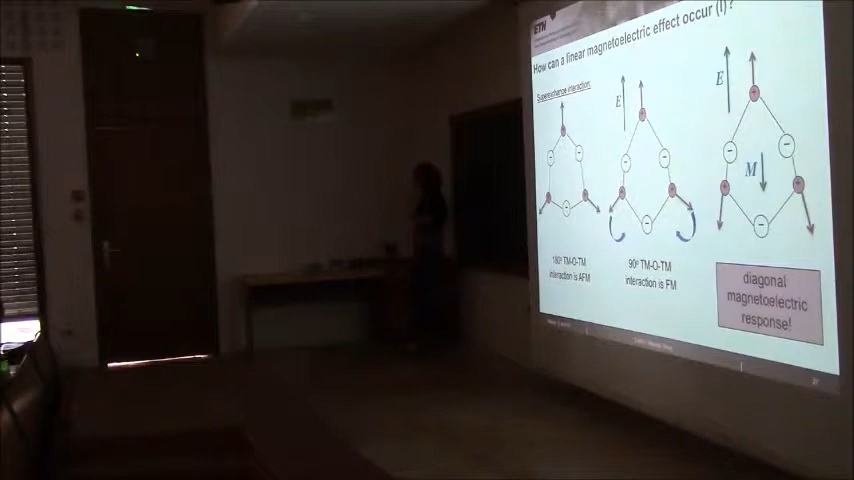 ETH
How can a linear magnetoelectric effect occur (I)?
Superexchange interaction:
E
E
M
180° TM-O-TM
interaction is AFM
90° TM-O-TM
interaction is FM
diagonal
magnetoelectric
response!